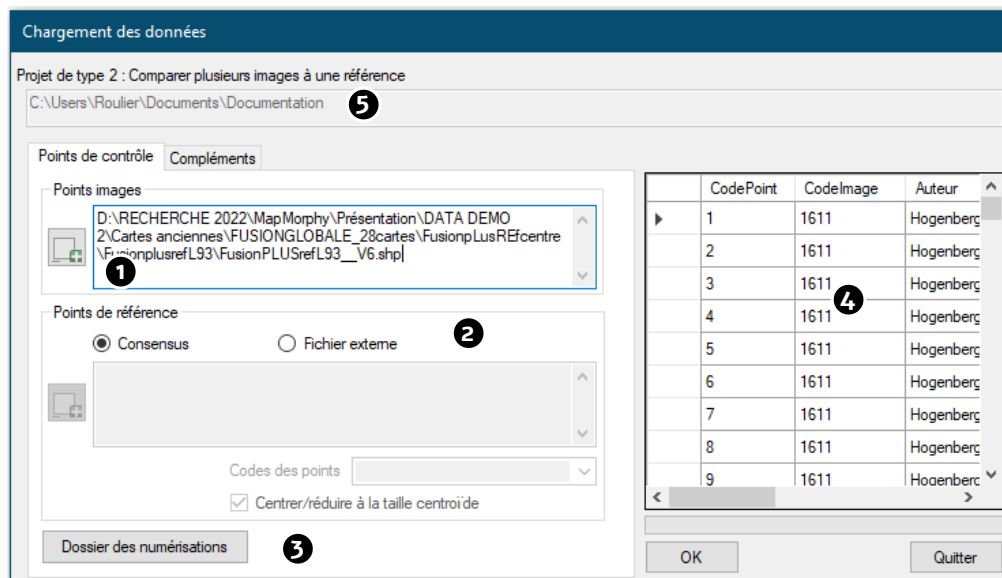 Chargement des données
Projet de type 2 : Comparer plusieurs images à une référence
C:\Users\Roulier\Documents\Documentation
5
Points de contrôle
Compléments
Points images
D:\RECHERCHE 2022\MapMorphy\Présentation\DATA DEMO
2\Cartes anciennes\FUSIONGLOBALE_28cartes\FusionpLusREfcentre
\FusionplusrefL93\FusionPLUSrefL93__V6.shp
1
Points de référence
2
Consensus
Fichier externe
Codes des points
Centrer/réduire à la taille centroïde
Dossier des numérisations
3
CodePoint CodeImage Auteur
1 1611 Hogenberg
2 1611 Hogenberg
3 1611 Hogenberg
4
4 1611 Hogenberg
5 1611 Hogenberg
6 1611 Hogenberg
7 1611 Hogenberg
8 1611 Hogenberg
9 1611 Hogenberg
OK
Quitter